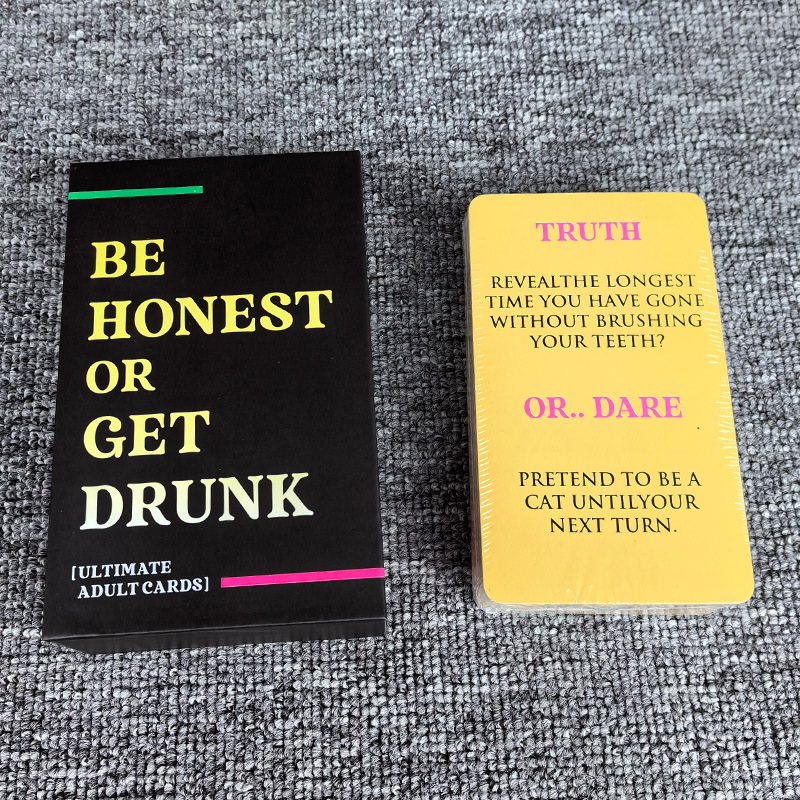 BE
HONEST
OR
GET
DRUNK
[ULTIMATE
ADULT CARDS]
TRUTH
REVEALTHE LONGEST
TIME YOU HAVE GONE
WITHOUT BRUSHING
YOUR TEETH?
OR.. DARE
PRETEND TO BE A
CAT UNTILYOUR
NEXT TURN.